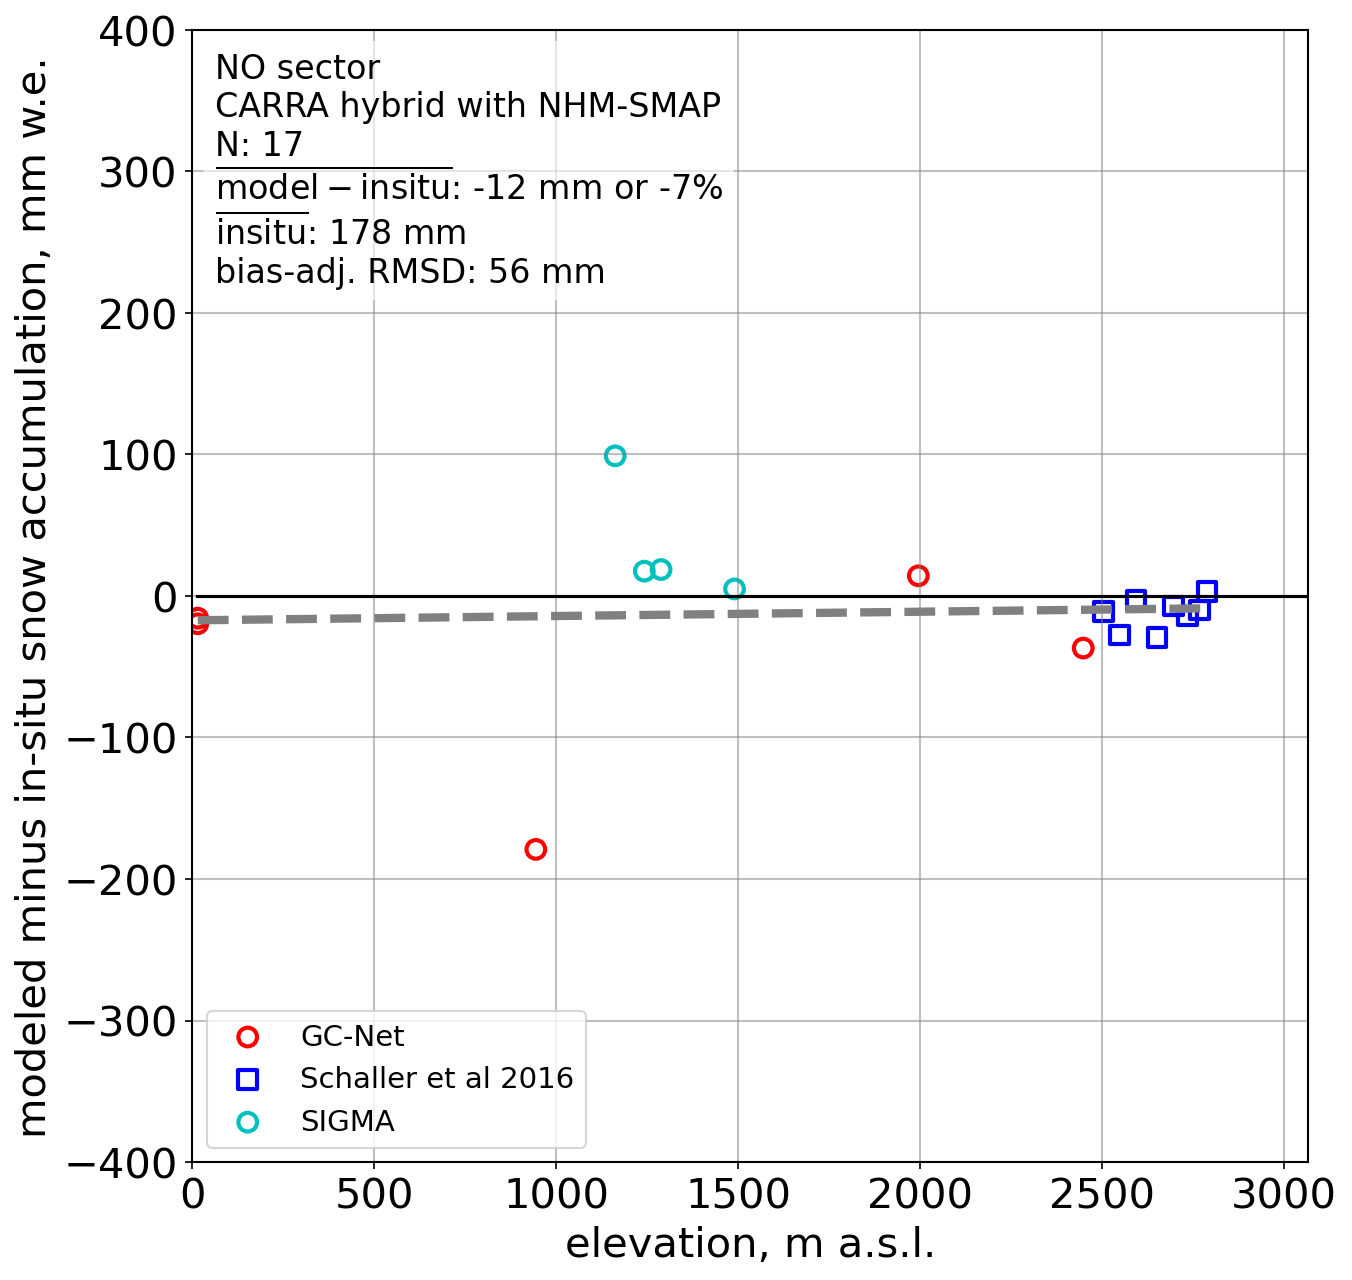 400
300
200
100
0
−100
−200
−300
−400
modeled minus in-situ snow accumulation, mm w.e.
NO sector
CARRA hybrid with NHM-SMAP
N: 17
model − insitu: -12 mm or -7%
insitu: 178 mm
bias-adj. RMSD: 56 mm
GC-Net
Schaller et al 2016
SIGMA
0 500 1000 1500 2000 2500 3000
elevation, m a.s.l.